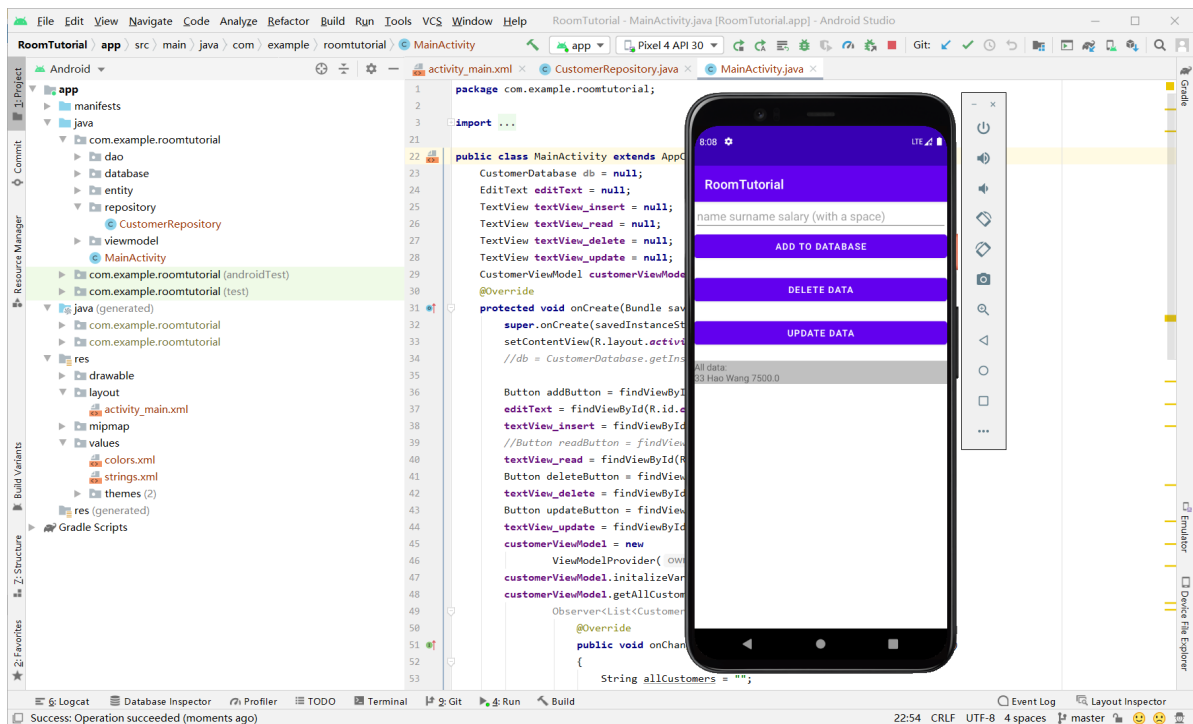 File Edit View Navigate Code Analyze Refactor Build Run Tools VCS Window Help RoomTutorial - MainActivity.java [RoomTutorial.app] - Android Studio
RoomTutorial app src main java com example roomtutorial MainActivity app Pixel 4 API 30 Git:
1: Project
Commit
Resource Manager
Build Variants
Z: Structure
2: Favorites
Android
app
manifests
java
com.example.roomtutorial
dao
database
entity
repository
CustomerRepository
viewmodel
MainActivity
com.example.roomtutorial (androidTest)
com.example.roomtutorial (test)
java (generated)
com.example.roomtutorial
com.example.roomtutorial
res
drawable
layout
activity_main.xml
mipmap
values
colors.xml
strings.xml
themes (2)
res (generated)
Gradle Scripts
activity_main.xml CustomerRepository.java MainActivity.java
1 package com.example.roomtutorial;
2
3 import ...
21
22 public class MainActivity extends AppC
23 CustomerDatabase db = null;
24 EditText editText = null;
25 TextView textView_insert = null;
26 TextView textView_read = null;
27 TextView textView_delete = null;
28 TextView textView_update = null;
29 CustomerViewModel customerViewMode
30 @Override
31 protected void onCreate(Bundle sav
32 super.onCreate(savedInstanceSt
33 setContentView(R.layout.activi
34 //db = CustomerDatabase.getIns
35
36 Button addButton = findViewByI
37 editText = findViewById(R.id.e
38 textView_insert = findViewById
39 //Button readButton = findView
40 textView_read = findViewById(R
41 Button deleteButton = findView
42 textView_delete = findViewById
43 Button updateButton = findView
44 textView_update = findViewById
45 customerViewModel = new
46 ViewModelProvider( own
47 customerViewModel.initalizeVar
48 customerViewModel.getAllCustom
49 Observer<List<Customer
50 @Override
51 public void onChan
52 {
53 String allCustomers = "";
8:08 LTE
RoomTutorial
name surname salary (with a space)
ADD TO DATABASE
DELETE DATA
UPDATE DATA
All data:
33 Hao Wang 7500.0
Gradle
Emulator
Device File Explorer
6: Logcat Database Inspector Profiler TODO Terminal 9: Git 4: Run Build Event Log Layout Inspector
Success: Operation succeeded (moments ago) 22:54 CRLF UTF-8 4 spaces master